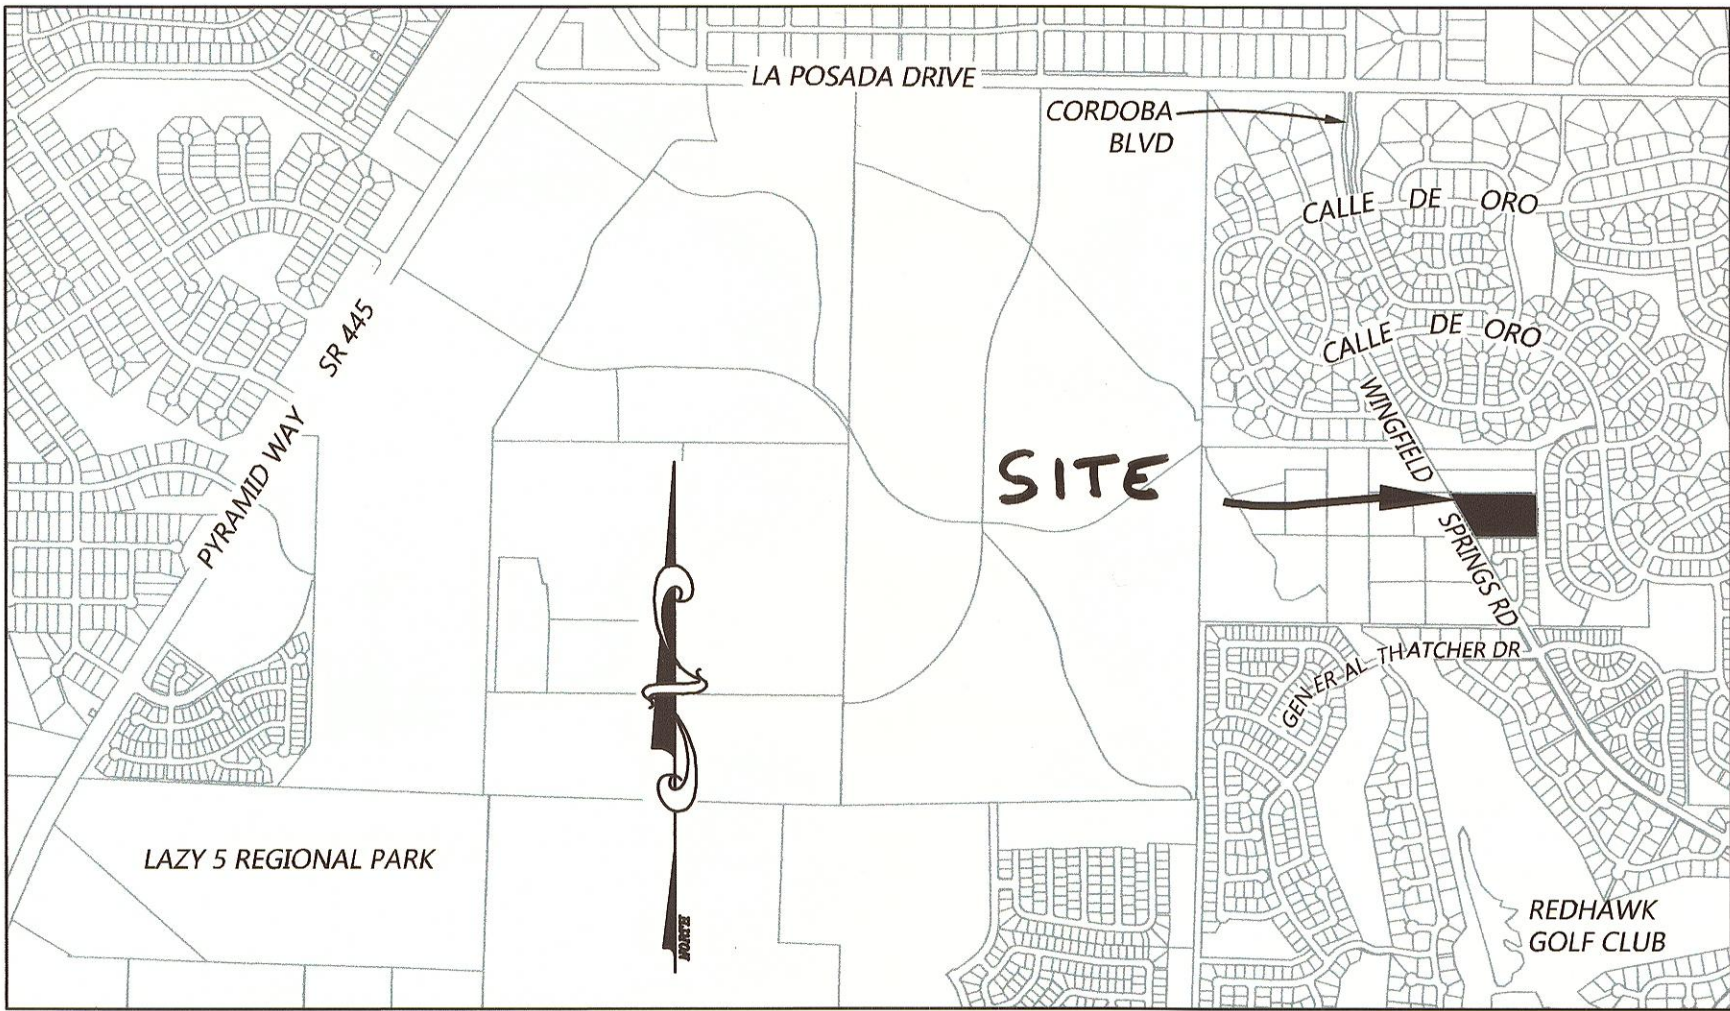 LA POSADA DRIVE
CORDOBA
BLVD
CALLE DE ORO
SR 445
CALLE DE ORO
WINGFIELD
SPRINGS RD
SITE
PYRAMID WAY
GENERAL THATCHER DR
LAZY 5 REGIONAL PARK
NORTH
REDHAWK
GOLF CLUB